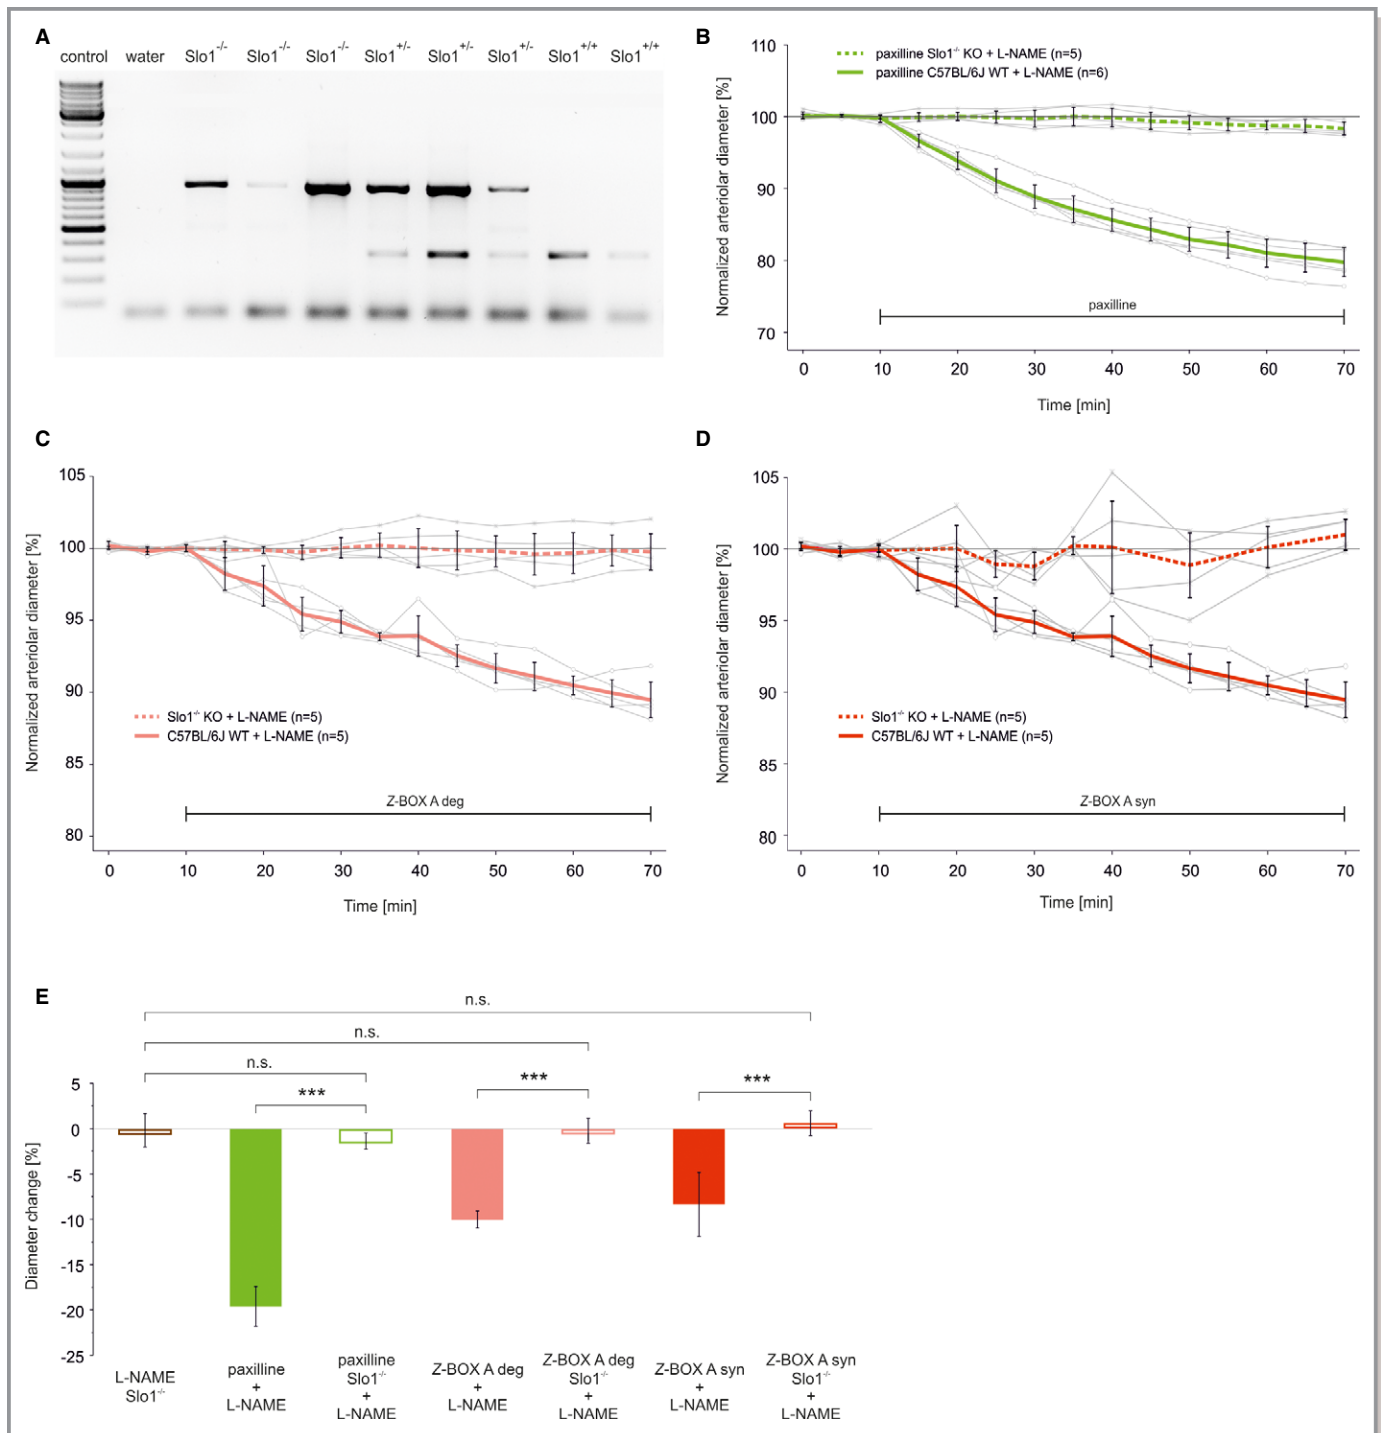 A
control water Slo1-/- Slo1-/- Slo1-/- Slo1+/- Slo1+/- Slo1+/- Slo1+/+ Slo1+/+
B
Normalized arteriolar diameter [%]
110
100
90
80
70
paxilline Slo1-/- KO + L-NAME (n=5)
paxilline C57BL/6J WT + L-NAME (n=6)
paxilline
0 10 20 30 40 50 60 70
Time [min]
C
Normalized arteriolar diameter [%]
105
100
95
90
85
80
Slo1-/- KO + L-NAME (n=5)
C57BL/6J WT + L-NAME (n=5)
Z-BOX A deg
0 10 20 30 40 50 60 70
Time [min]
D
Normalized arteriolar diameter [%]
105
100
95
90
85
80
Slo1-/- KO + L-NAME (n=5)
C57BL/6J WT + L-NAME (n=5)
Z-BOX A syn
0 10 20 30 40 50 60 70
Time [min]
E
n.s.
n.s.
n.s.
*** *** ***
Diameter change [%]
5
0
-5
-10
-15
-20
-25
L-NAME
Slo1-/-
paxilline
+
L-NAME
paxilline
Slo1-/-
+
L-NAME
Z-BOX A deg
+
L-NAME
Z-BOX A deg
Slo1-/-
+
L-NAME
Z-BOX A syn
+
L-NAME
Z-BOX A syn
Slo1-/-
+
L-NAME